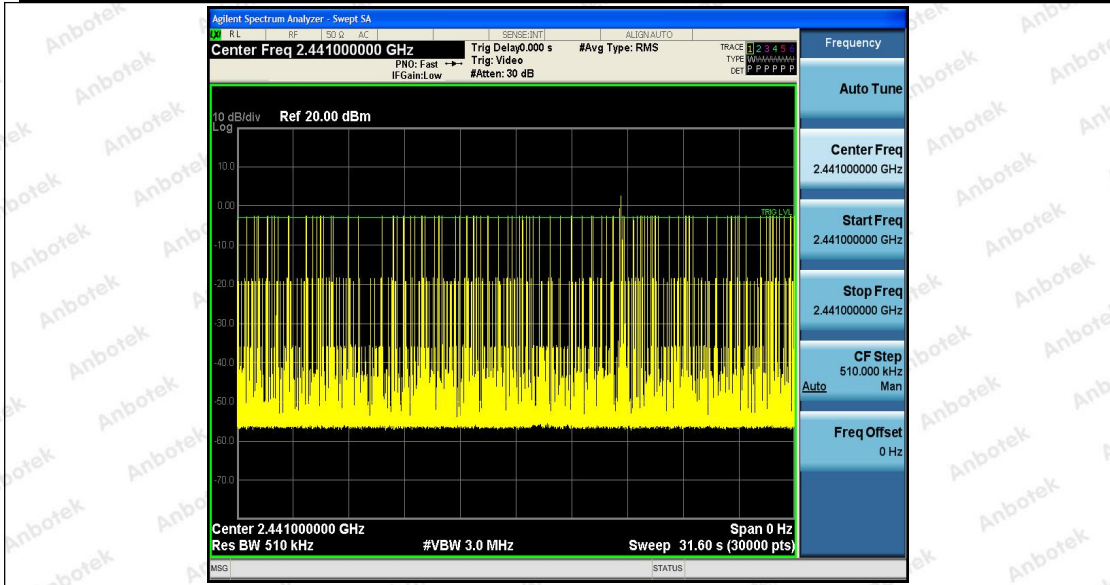 Agilent Spectrum Analyzer - Swept SA
LXI RL RF 50 Ω AC SENSE:INT ALIGNAUTO
Center Freq 2.441000000 GHz
PNO: Fast
IFGain:Low
Trig Delay0.000 s
Trig: Video
#Atten: 30 dB
#Avg Type: RMS
TRACE 1 2 3 4 5 6
TYPE
DET P P P P P P
10 dB/div Ref 20.00 dBm
Log
10.0
0.00
TRIG LVL
-10.0
-20.0
-30.0
-40.0
-50.0
-60.0
-70.0
Center 2.441000000 GHz Span 0 Hz
Res BW 510 kHz #VBW 3.0 MHz Sweep 31.60 s (30000 pts)
MSG STATUS
Frequency
Auto Tune
Center Freq
2.441000000 GHz
Start Freq
2.441000000 GHz
Stop Freq
2.441000000 GHz
CF Step
510.000 kHz
Auto Man
Freq Offset
0 Hz
Anbotek